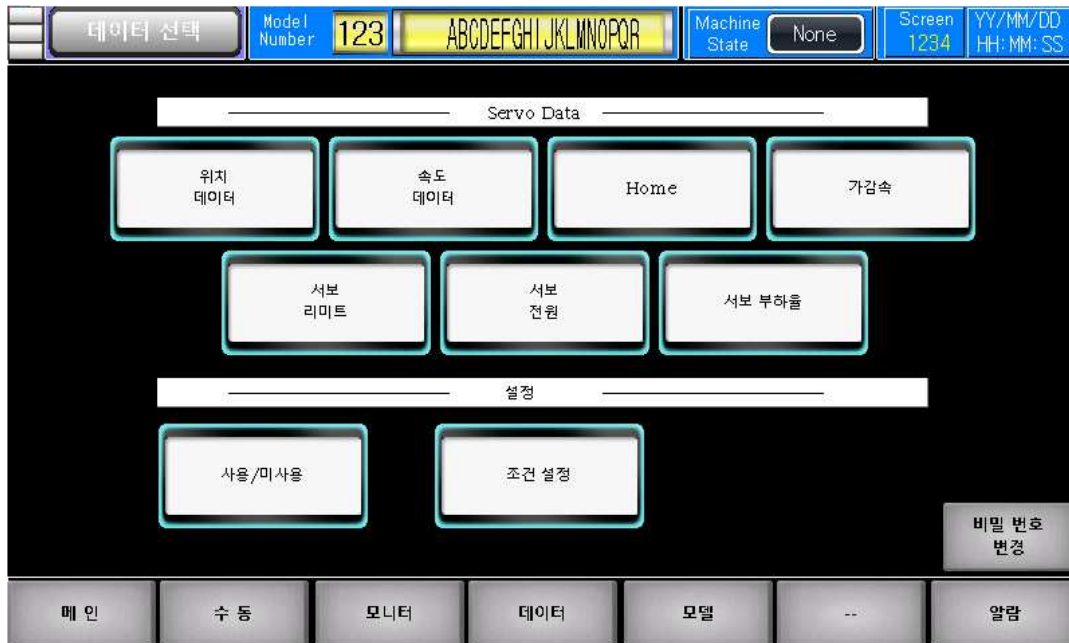 데이터 선택
Model Number
123
ABCDEFGHIJKLMNOPQR
Machine State
None
Screen 1234
YY/MM/DD
HH:MM:SS
Servo Data
위치
데이터
속도
데이터
Home
가감속
서보
리미트
서보
전원
서보 부하율
설정
사용/미사용
조건 설정
비밀 번호
변경
메 인
수 동
모니터
데이터
모델
--
알람